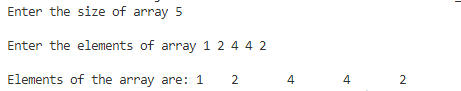 Enter the size of array 5
Enter the elements of array 1 2 4 4 2
Elements of the array are: 1    2    4    4    2